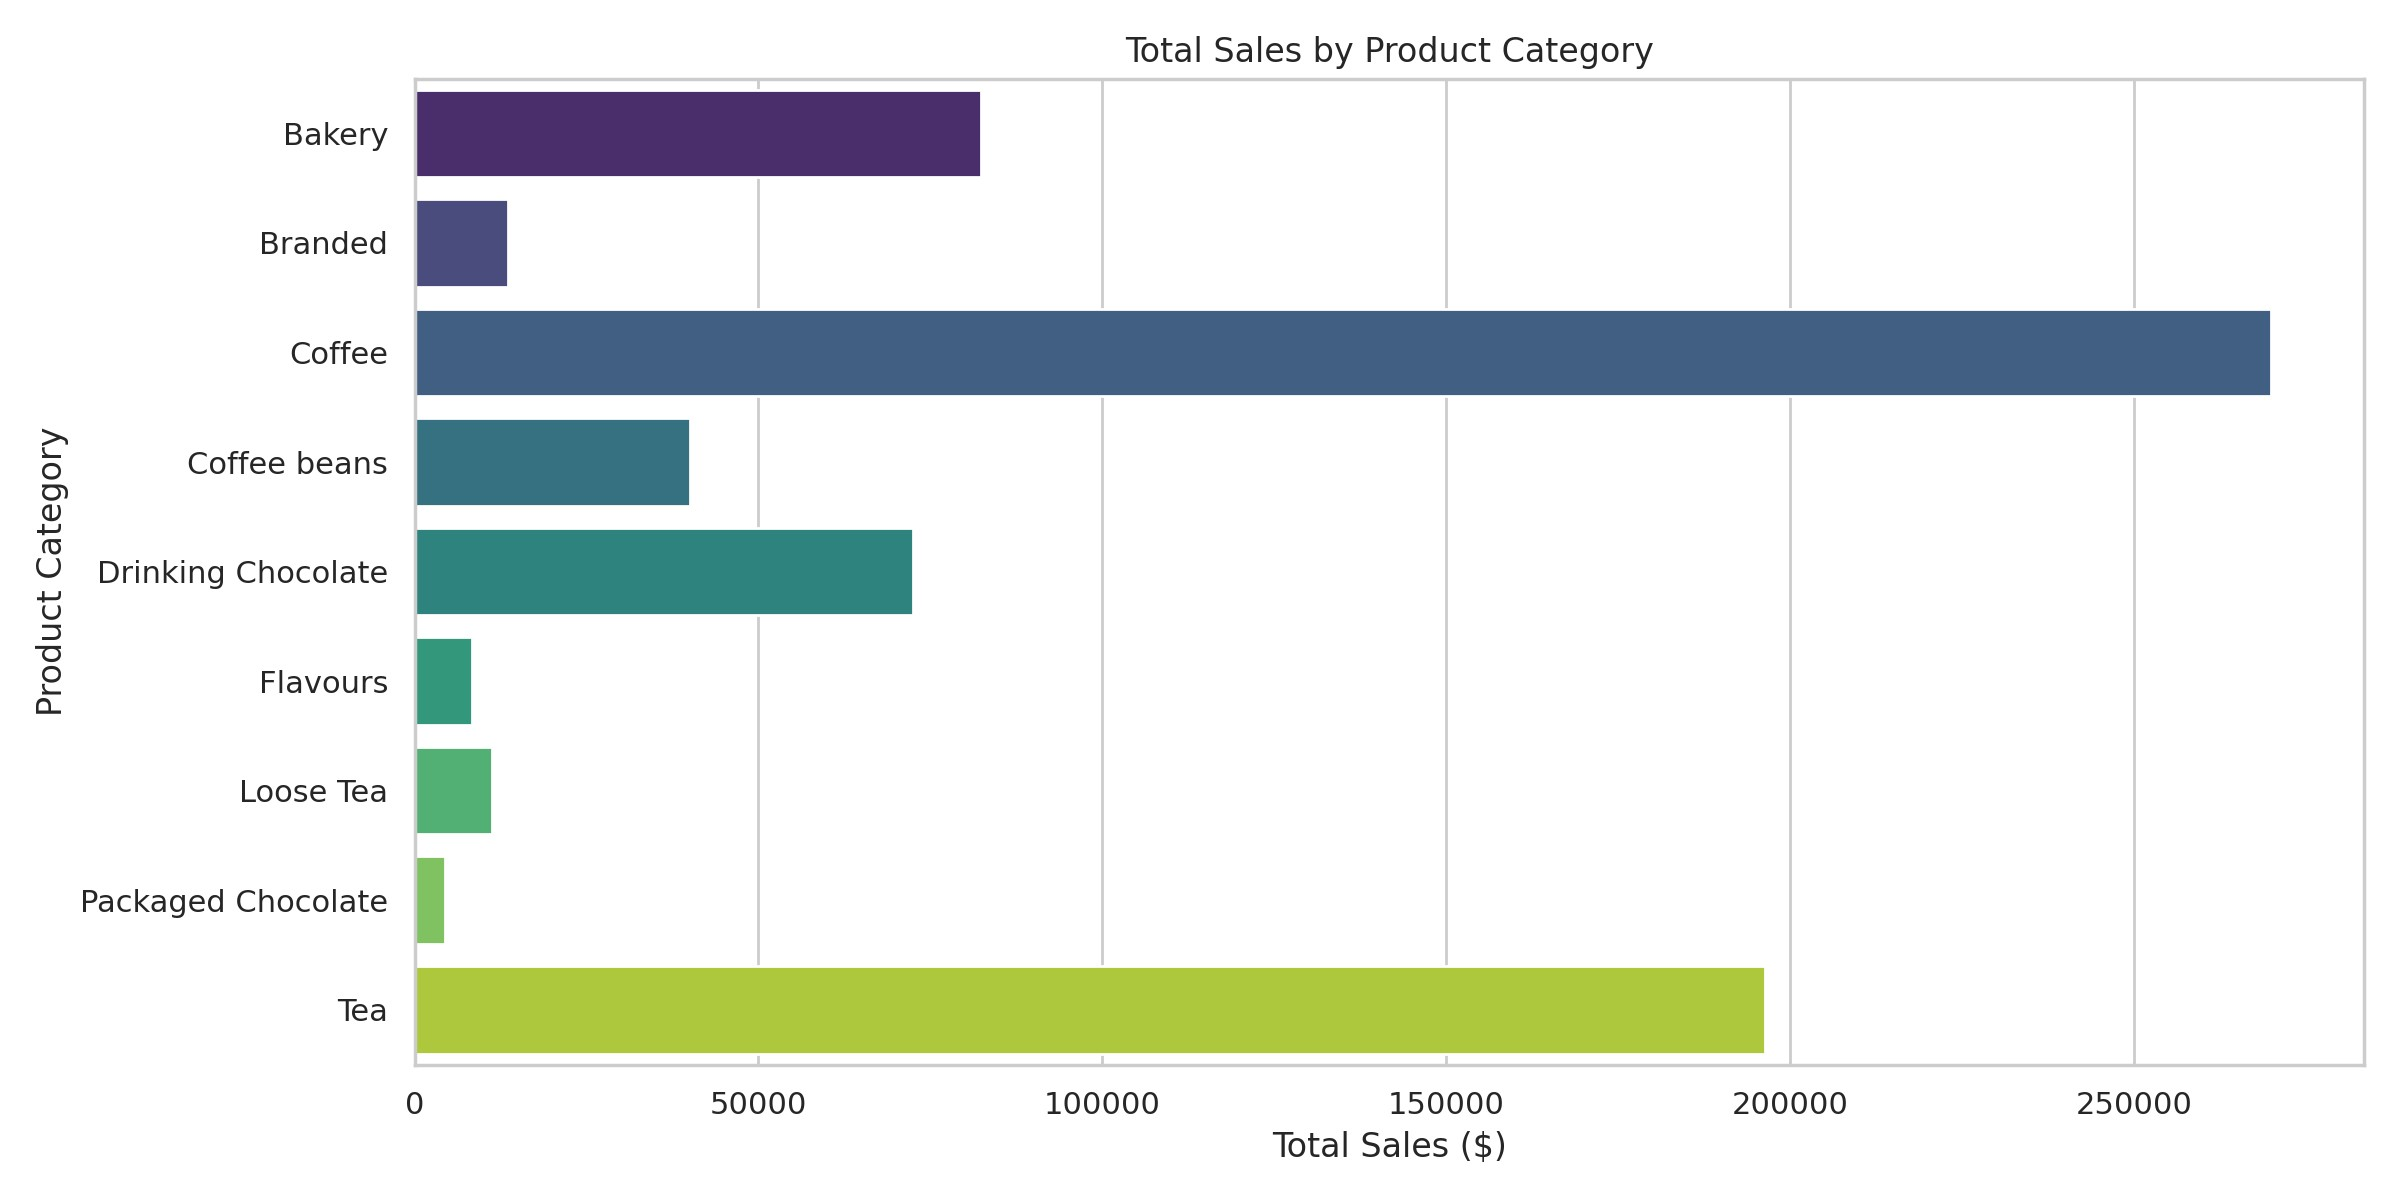 Total Sales by Product Category
Product Category
Bakery
Branded
Coffee
Coffee beans
Drinking Chocolate
Flavours
Loose Tea
Packaged Chocolate
Tea
0 50000 100000 150000 200000 250000
Total Sales ($)